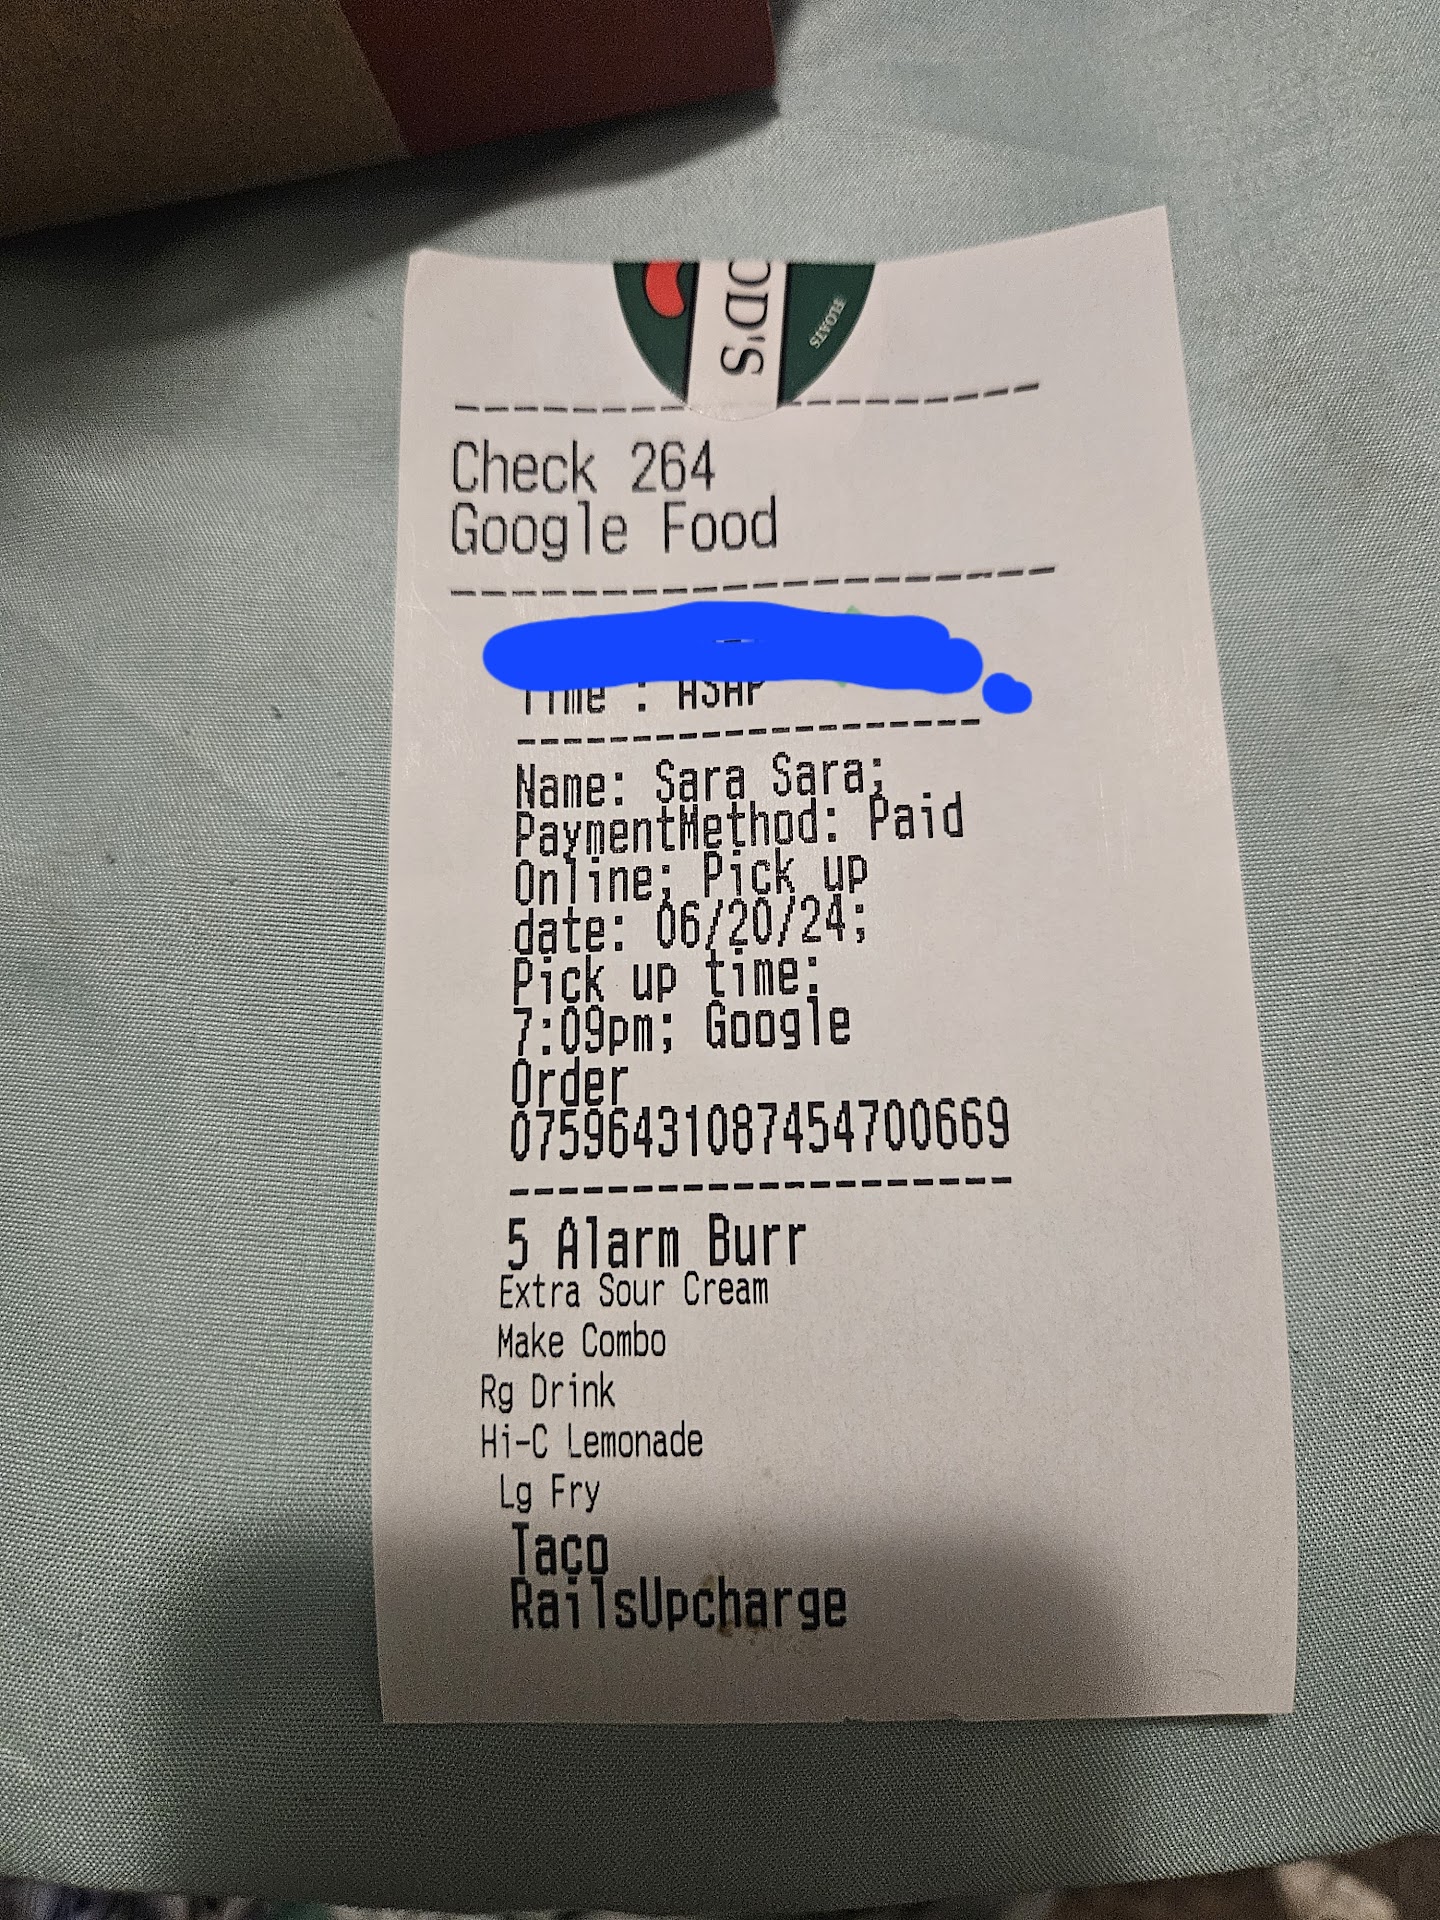 OD'S
FLOATS
Check 264
Google Food
Time : ASAP
Name: Sara Sara;
PaymentMethod: Paid
Online; Pick up
date: 06/20/24;
Pick up time:
7:09pm; Google
Order
07596431087454700669
5 Alarm Burr
Extra Sour Cream
Make Combo
Rg Drink
Hi-C Lemonade
Lg Fry
Taco
RailsUpcharge